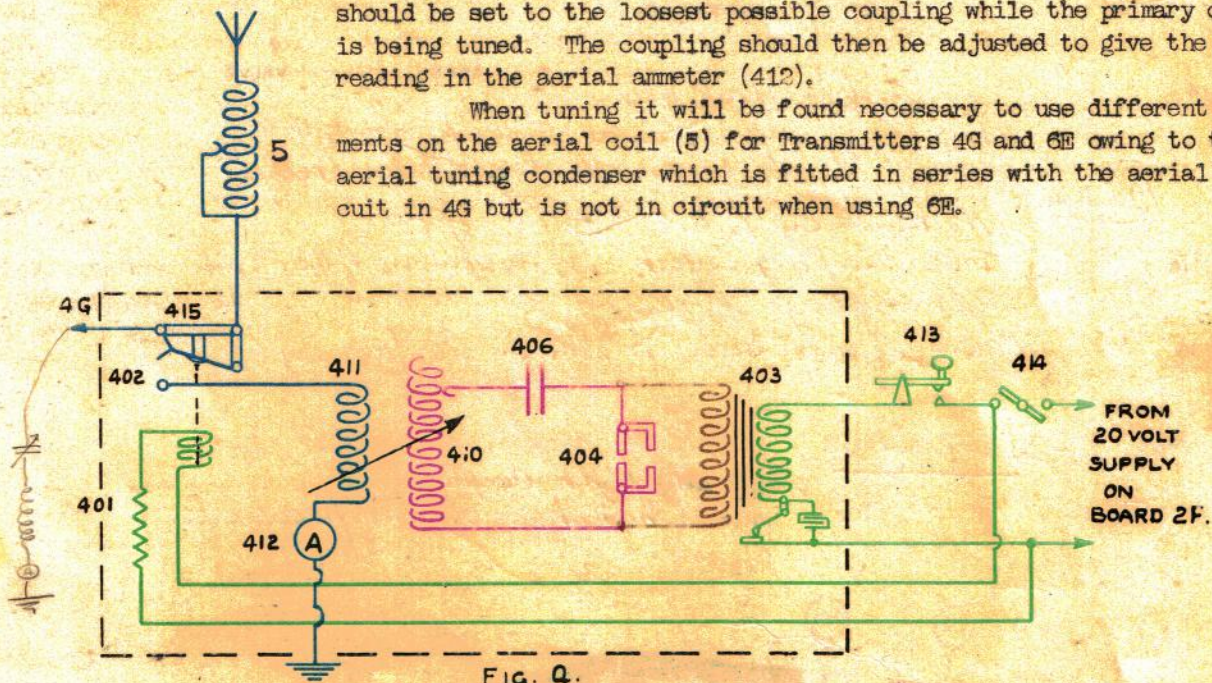 should be set to the loosest possible coupling while the primary
is being tuned. The coupling should then be adjusted to give the
reading in the aerial ammeter (412).
When tuning it will be found necessary to use different
ments on the aerial coil (5) for Transmitters 4G and 6E owing to
aerial tuning condenser which is fitted in series with the aerial
cuit in 4G but is not in circuit when using 6E.
5
4G
415
402
411
406
403
413
414
410
404
401
412
A
FROM
20 VOLT
SUPPLY
ON
BOARD 2F.
FIG. Q.